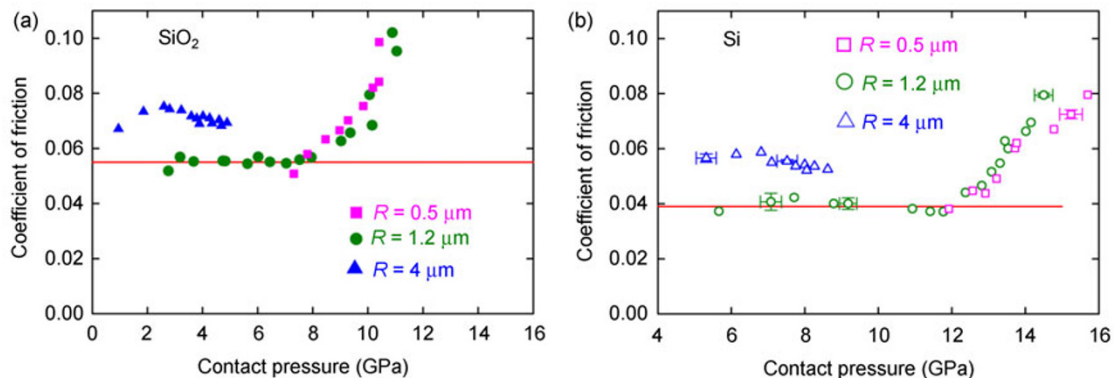 (a)
SiO₂
0.10
0.08
0.06
0.04
0.02
0.00
Coefficient of friction
R = 0.5 μm
R = 1.2 μm
R = 4 μm
0 2 4 6 8 10 12 14 16
Contact pressure (GPa)
(b)
Si
0.10
0.08
0.06
0.04
0.02
0.00
Coefficient of friction
R = 0.5 μm
R = 1.2 μm
R = 4 μm
4 6 8 10 12 14 16
Contact pressure (GPa)